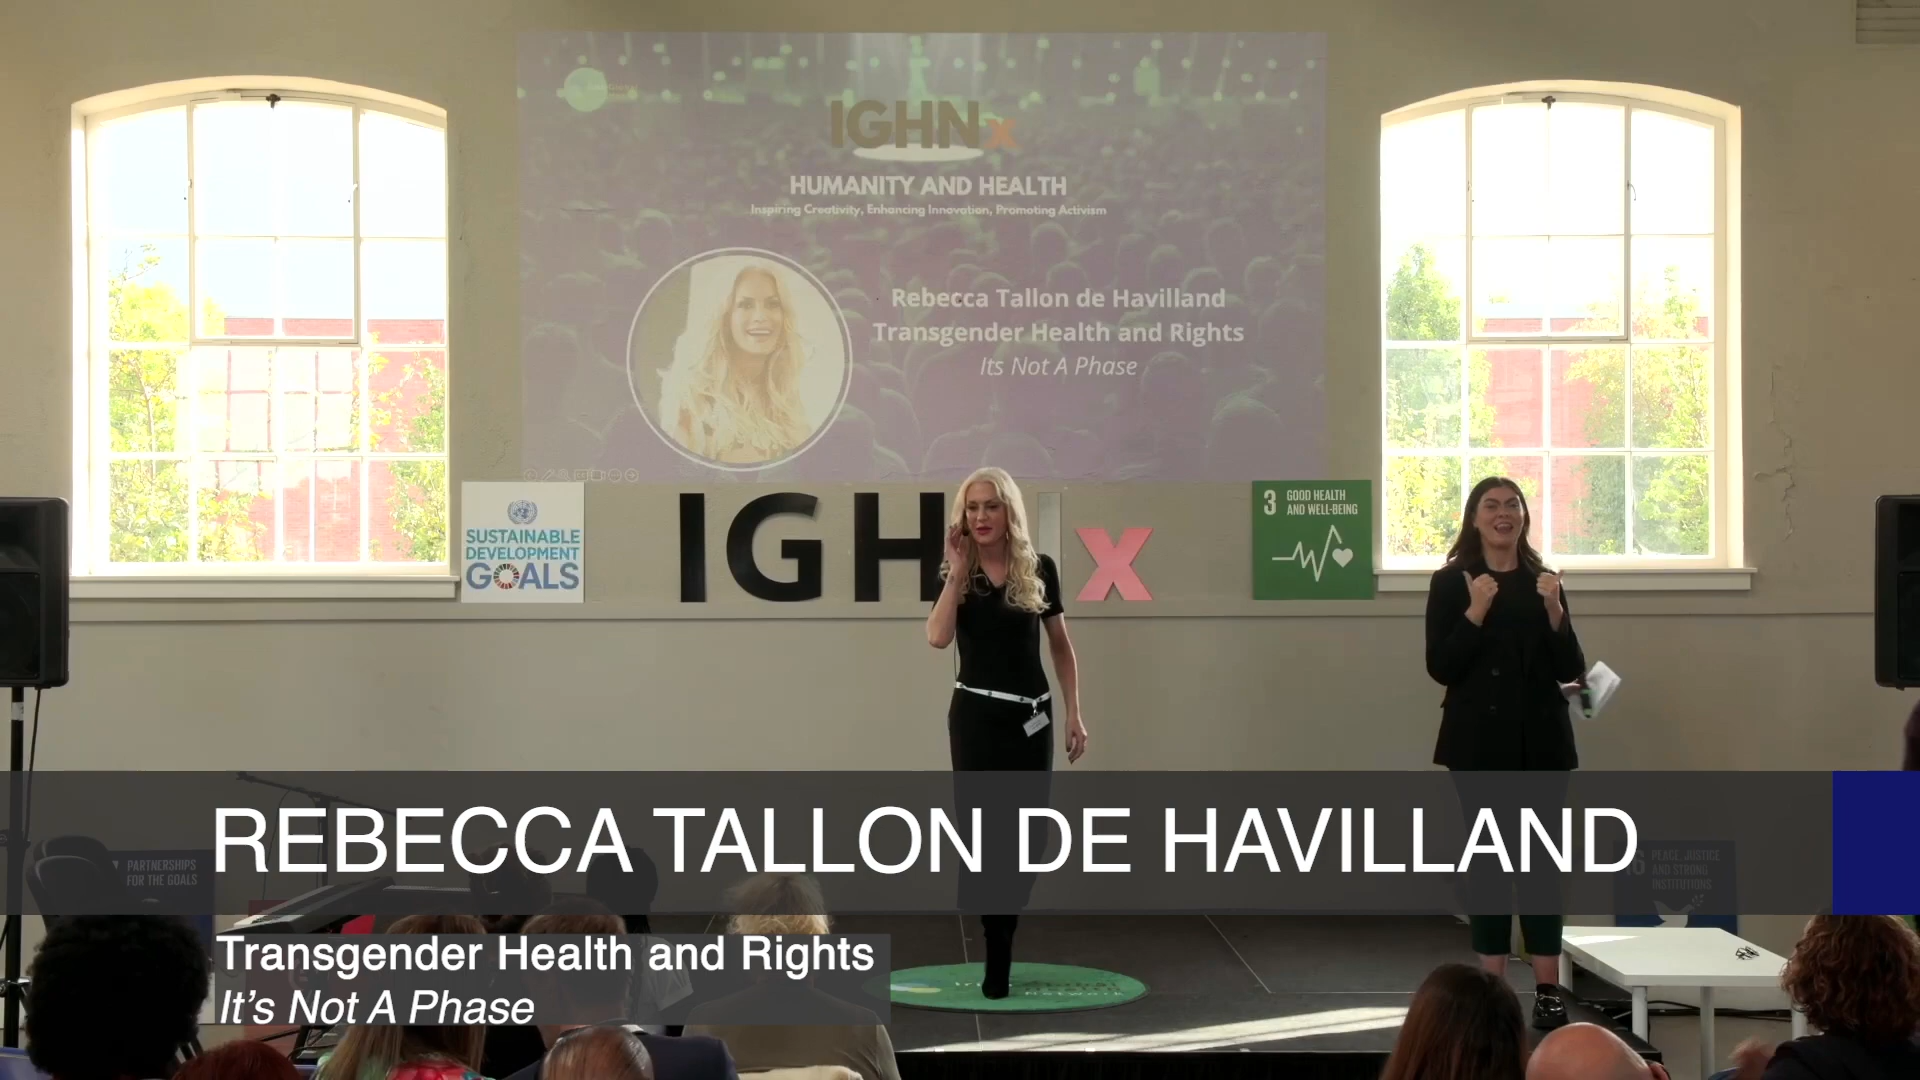 IGHNx
HUMANITY AND HEALTH
Inspiring Creativity, Enhancing Innovation, Promoting Activism
Rebecca Tallon de Havilland
Transgender Health and Rights
Its Not A Phase
SUSTAINABLE
DEVELOPMENT
GOALS
IGH x
3 GOOD HEALTH
AND WELL-BEING
REBECCA TALLON DE HAVILLAND
PARTNERSHIPS
FOR THE GOALS
16 PEACE, JUSTICE
AND STRONG
INSTITUTIONS
Transgender Health and Rights
It's Not A Phase
Network